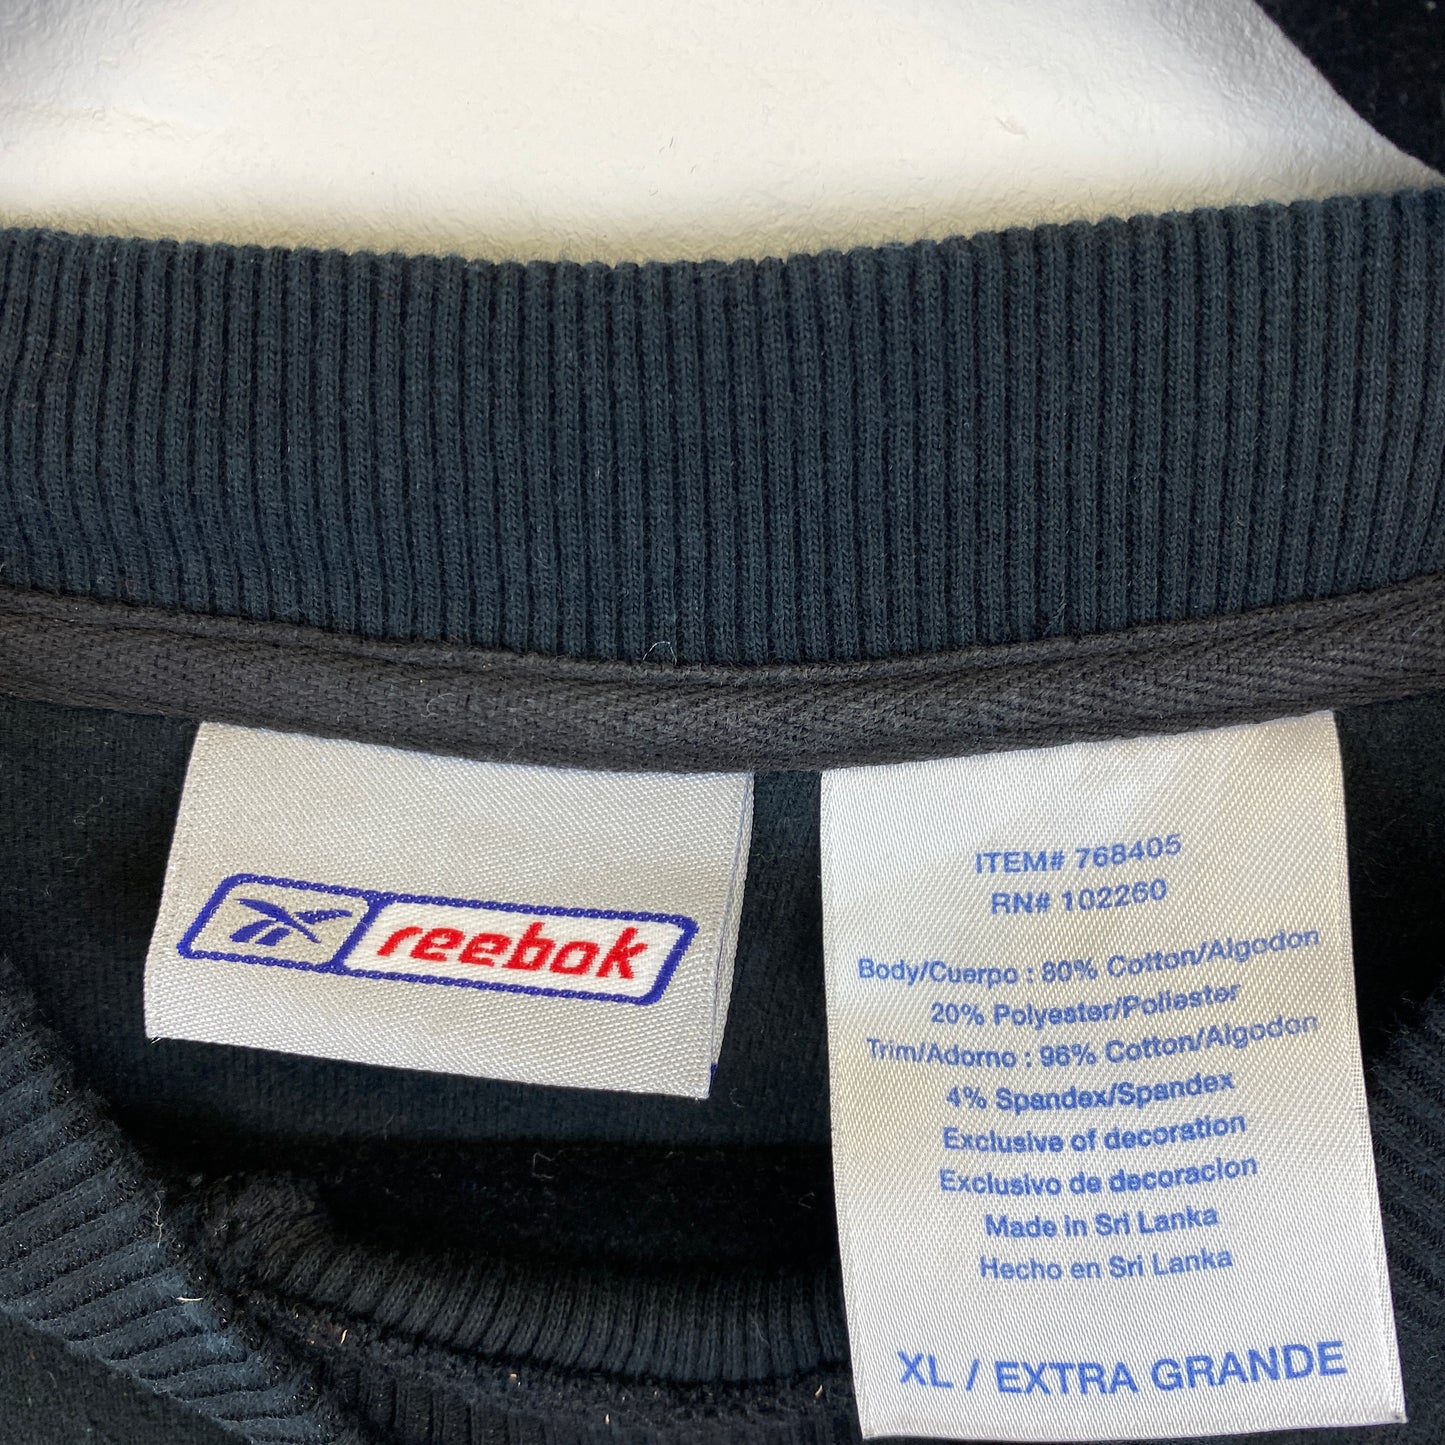 reebok
ITEM# 768405
RN# 102260
Body/Cuerpo : 80% Cotton/Algodon
20% Polyester/Poliester
Trim/Adorno : 96% Cotton/Algodon
4% Spandex/Spandex
Exclusive of decoration
Exclusivo de decoracion
Made in Sri Lanka
Hecho en Sri Lanka
XL / EXTRA GRANDE